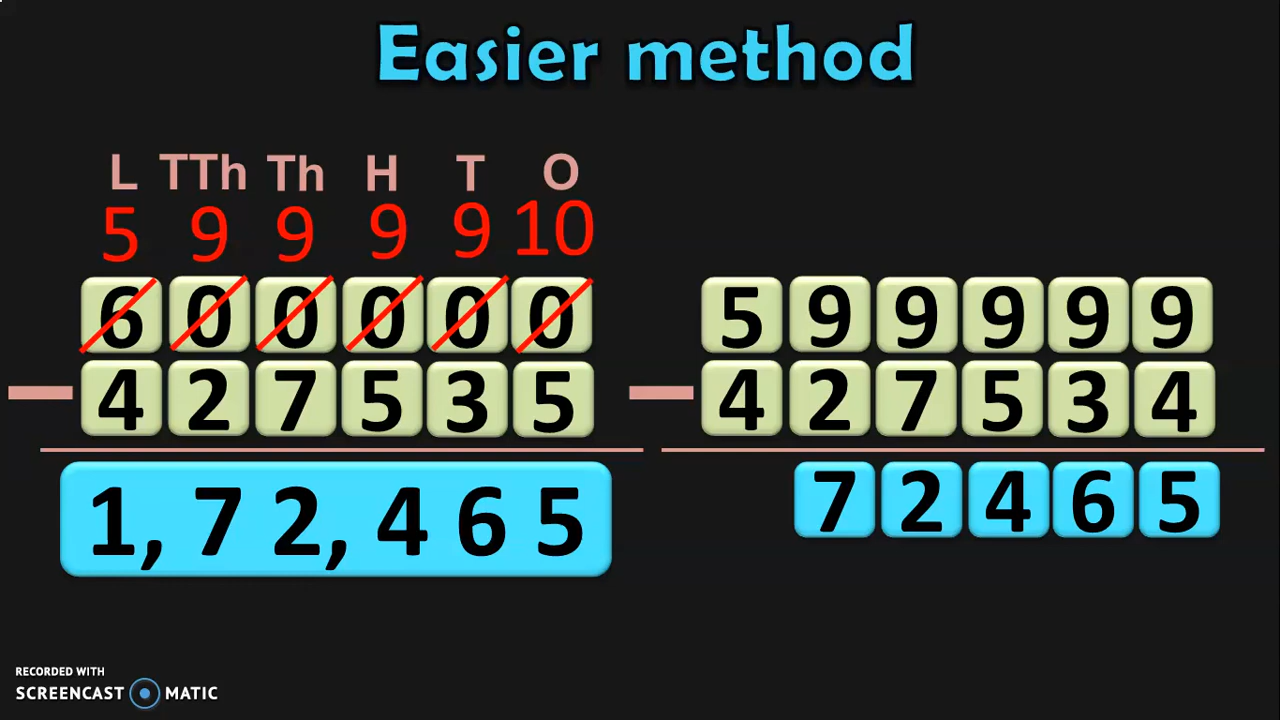 Easier method
L TTh Th H T O
5 9 9 9 9 10
6 0 0 0 0 0
4 2 7 5 3 5
1, 7 2, 4 6 5
5 9 9 9 9 9
4 2 7 5 3 4
7 2 4 6 5
RECORDED WITH
SCREENCAST MATIC